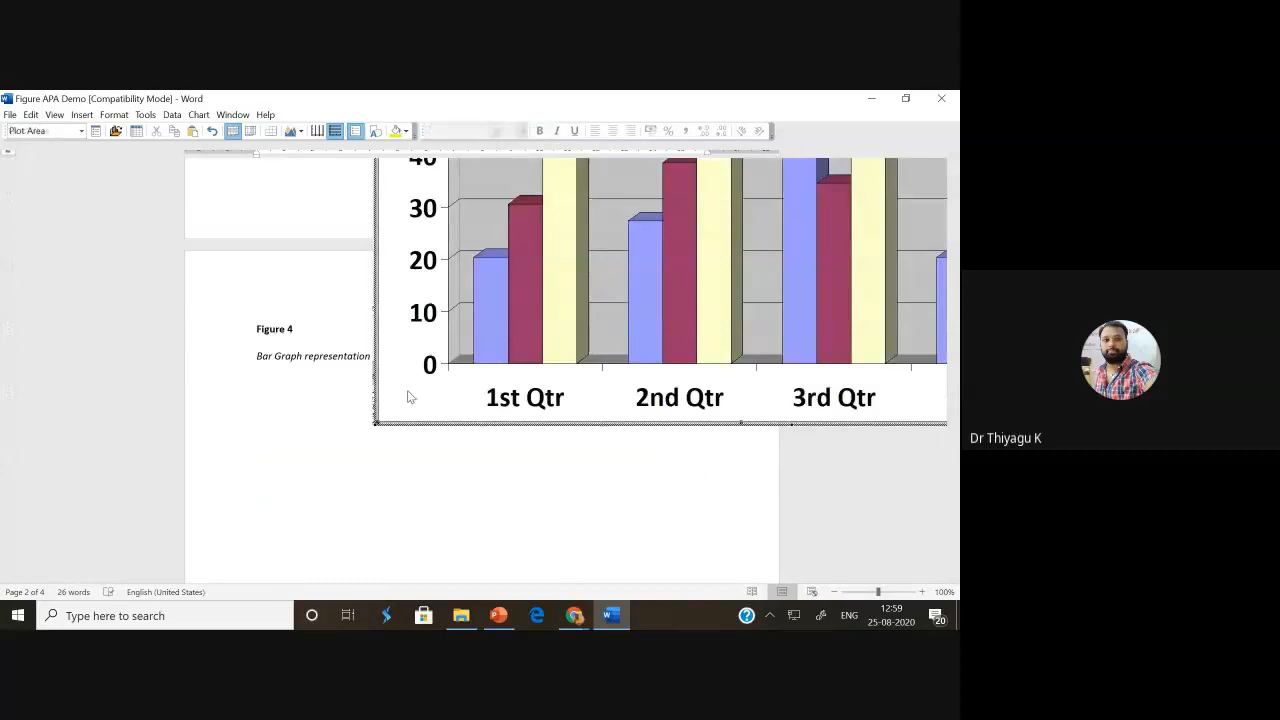 Figure APA Demo [Compatibility Mode] - Word
File Edit View Insert Format Tools Data Chart Window Help
Plot Area
40
30
20
10
0
1st Qtr 2nd Qtr 3rd Qtr
Figure 4
Bar Graph representation
Dr Thiyagu K
Page 2 of 4 26 words English (United States) 100%
Type here to search
ENG
12:59
25-08-2020
20